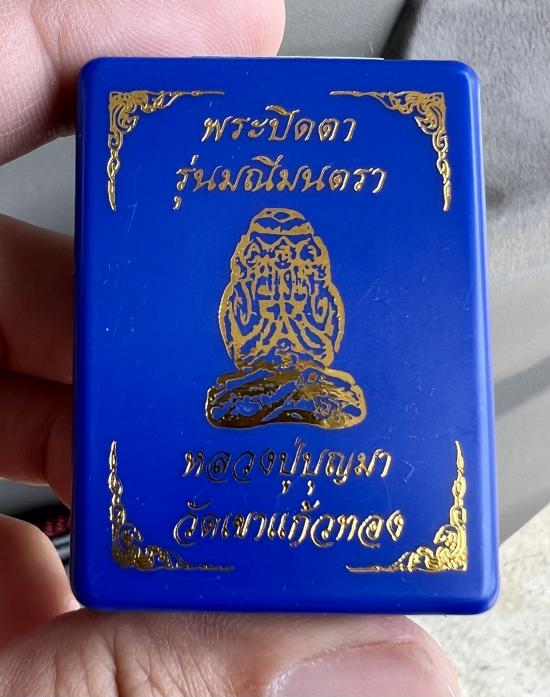 พระปิดตา
รุ่นมณีมนตรา
หลวงปู่บุญมา
วัดเขาแก้วทอง